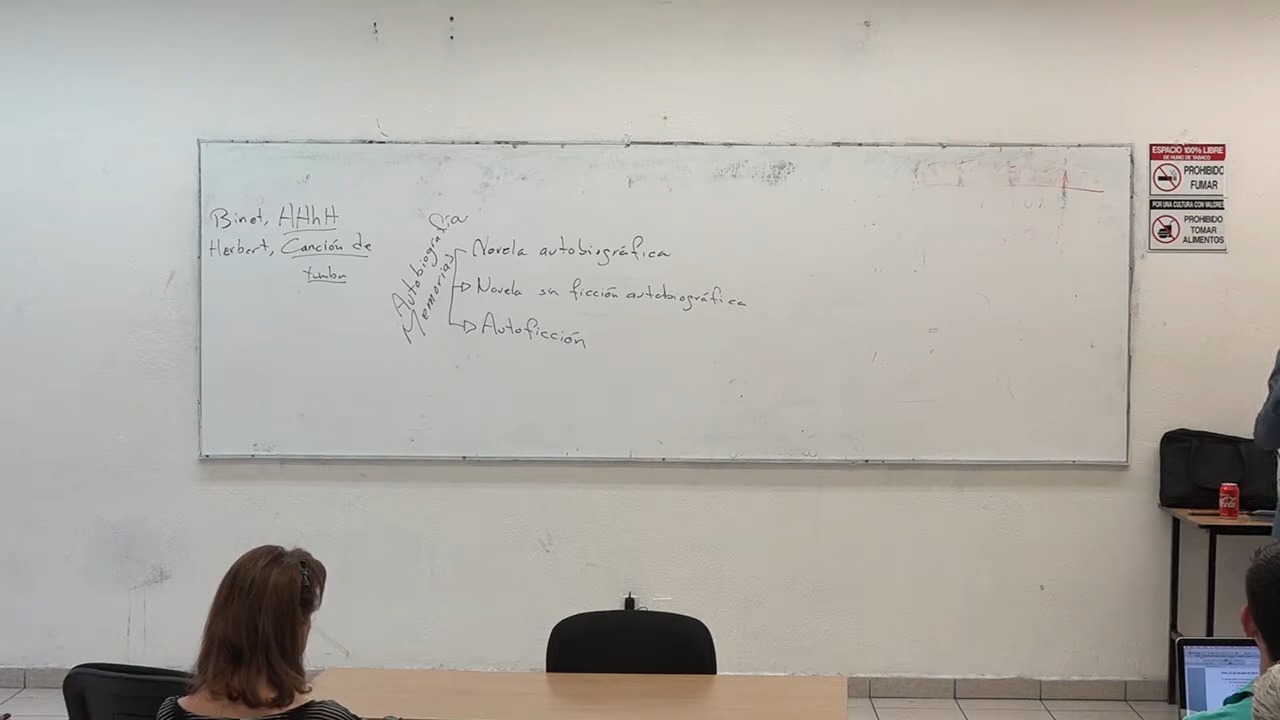 Binet, HHhH
Herbert, Canción de
tumba
Autobiografía
Memorias
Novela autobiográfica
Novela sin ficción autobiográfica
Autoficción
ESPACIO 100% LIBRE
DE HUMO DE TABACO
PROHIBIDO
FUMAR
POR UNA CULTURA CON VALORES
PROHIBIDO
TOMAR
ALIMENTOS